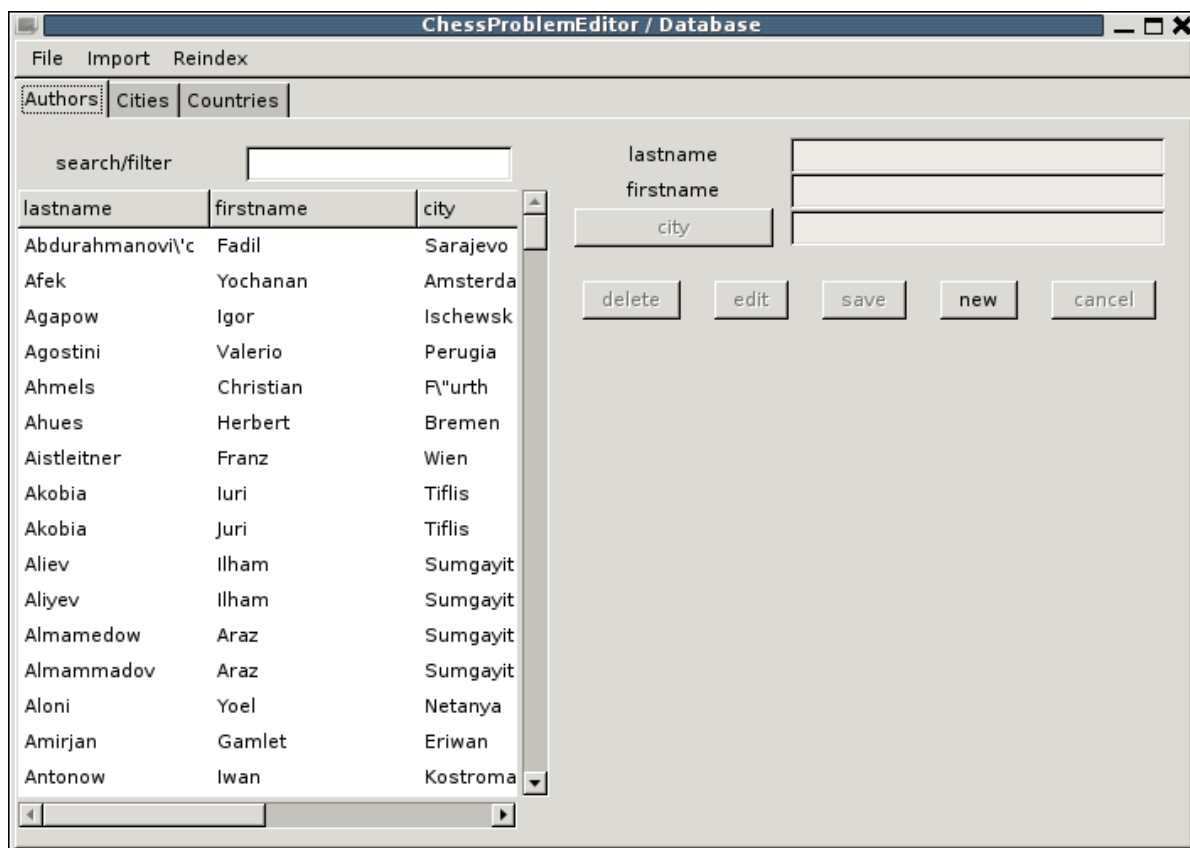 ChessProblemEditor / Database
File Import Reindex
Authors Cities Countries
search/filter
lastname firstname city
Abdurahmanovi\'c Fadil Sarajevo
Afek Yochanan Amsterda
Agapow Igor Ischewsk
Agostini Valerio Perugia
Ahmels Christian F\"urth
Ahues Herbert Bremen
Aistleitner Franz Wien
Akobia Iuri Tiflis
Akobia Juri Tiflis
Aliev Ilham Sumgayit
Aliyev Ilham Sumgayit
Almamedow Araz Sumgayit
Almammadov Araz Sumgayit
Aloni Yoel Netanya
Amirjan Gamlet Eriwan
Antonow Iwan Kostroma
lastname
firstname
city
delete edit save new cancel